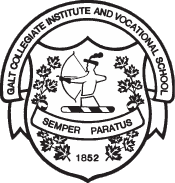 GALT COLLEGIATE INSTITUTE AND VOCATIONAL SCHOOL
SEMPER PARATUS
1852